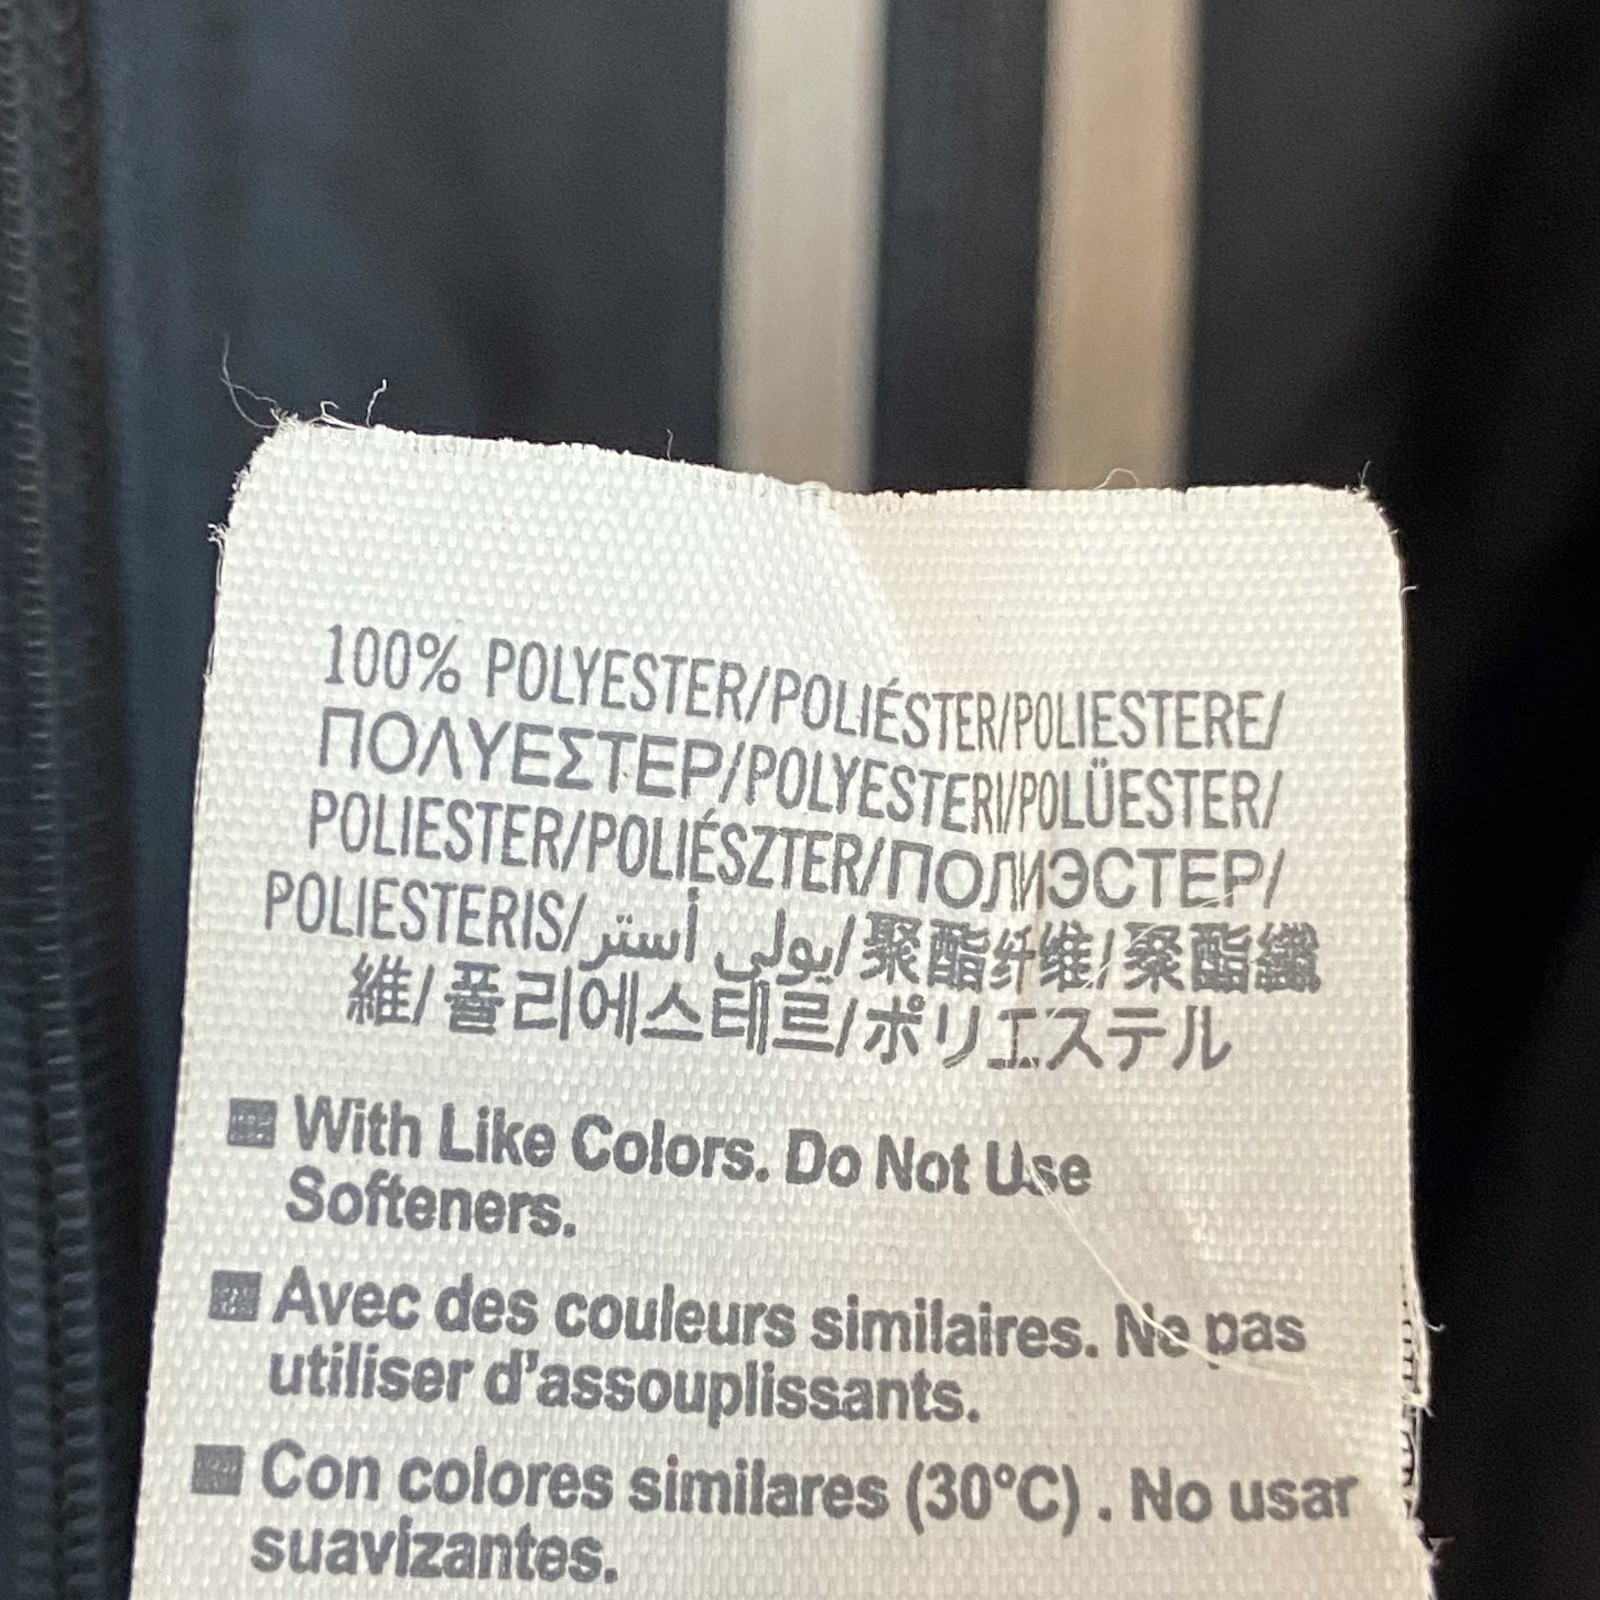 100% POLYESTER/POLIÉSTER/POLIESTERE/
ΠΟΛΥΕΣΤΕΡ/POLYESTERI/POLÜESTER/
POLIESTER/POLIÉSZTER/ПОЛИЭСТЕР/
POLIESTERIS/بولي أستر/聚酯纤维/聚酯纖
維/폴리에스테르/ポリエステル
With Like Colors. Do Not Use
Softeners.
Avec des couleurs similaires. Ne pas
utiliser d'assouplissants.
Con colores similares (30°C) . No usar
suavizantes.